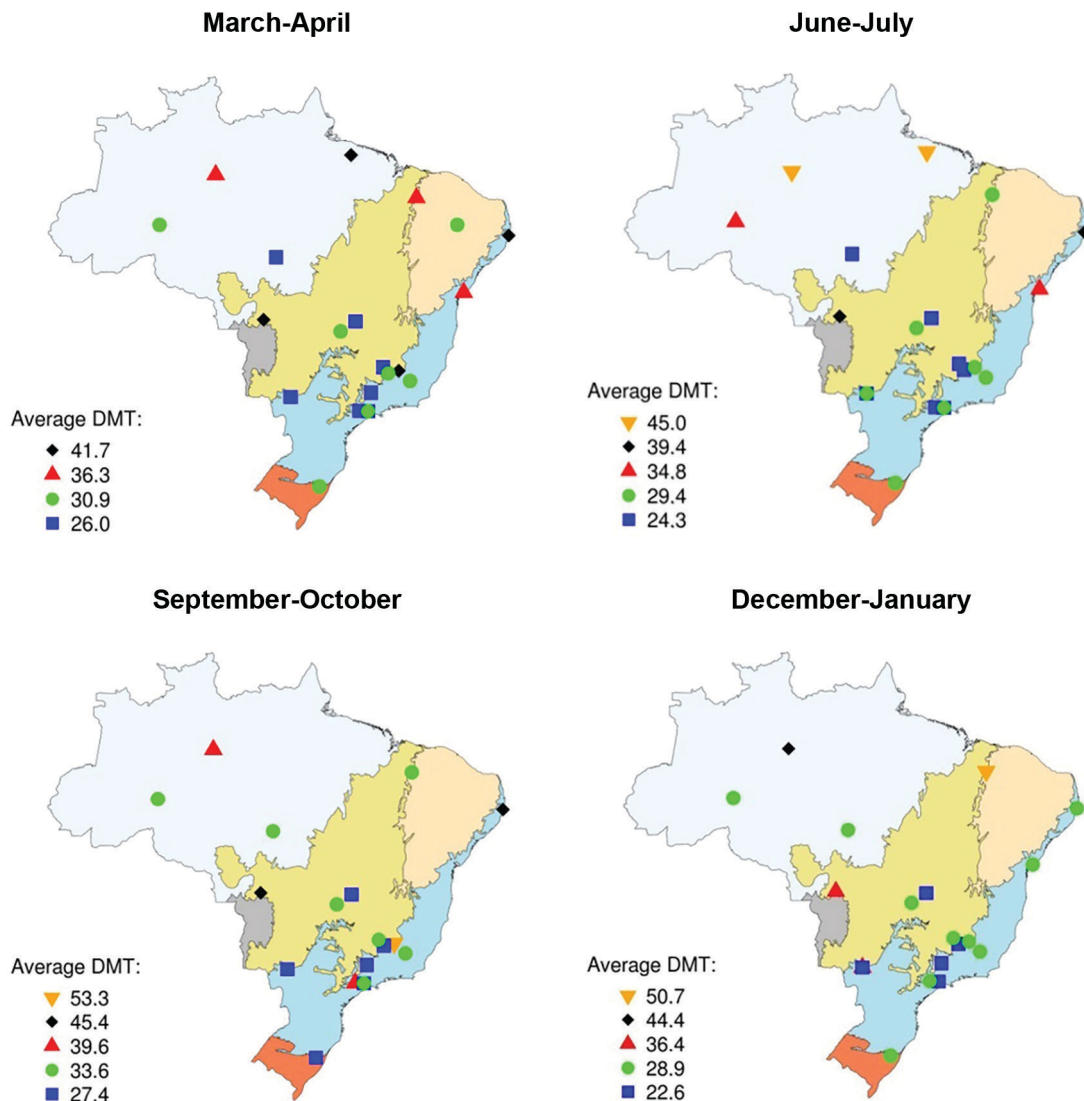 March-April
June-July
Average DMT:
41.7
36.3
30.9
26.0
Average DMT:
45.0
39.4
34.8
29.4
24.3
September-October
December-January
Average DMT:
53.3
45.4
39.6
33.6
27.4
Average DMT:
50.7
44.4
36.4
28.9
22.6